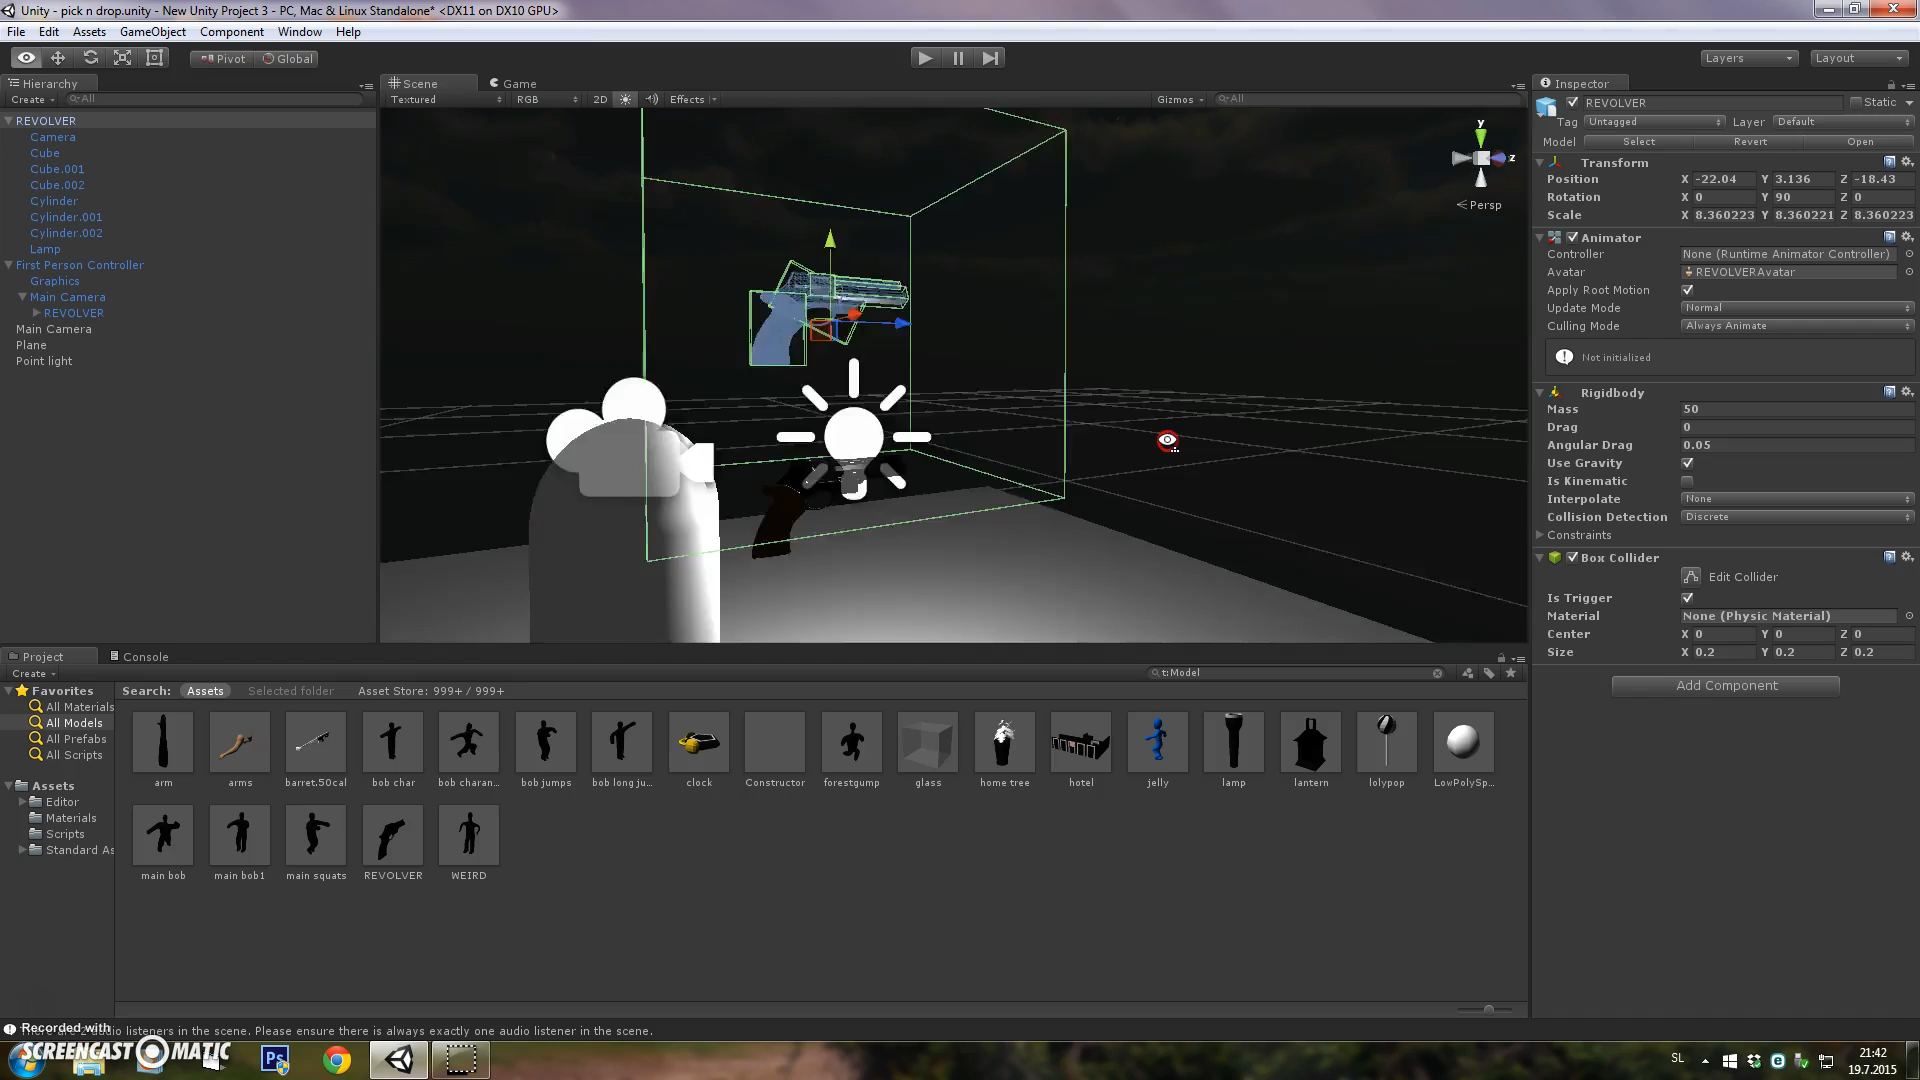 Unity - pick n drop.unity - New Unity Project 3 - PC, Mac & Linux Standalone* <DX11 on DX10 GPU>
File Edit Assets GameObject Component Window Help
Pivot Global Layers Layout
Hierarchy
Create All
REVOLVER
Camera
Cube
Cube.001
Cube.002
Cylinder
Cylinder.001
Cylinder.002
Lamp
First Person Controller
Graphics
Main Camera
REVOLVER
Main Camera
Plane
Point light
Scene Game
Textured RGB 2D Effects Gizmos All
y
z
Persp
Inspector
REVOLVER Static
Tag Untagged Layer Default
Model Select Revert Open
Transform
Position X -22.04 Y 3.136 Z -18.43
Rotation X 0 Y 90 Z 0
Scale X 8.360223 Y 8.360221 Z 8.360223
Animator
Controller None (Runtime Animator Controller)
Avatar REVOLVERAvatar
Apply Root Motion
Update Mode Normal
Culling Mode Always Animate
Not initialized
Rigidbody
Mass 50
Drag 0
Angular Drag 0.05
Use Gravity
Is Kinematic
Interpolate None
Collision Detection Discrete
Constraints
Box Collider
Edit Collider
Is Trigger
Material None (Physic Material)
Center X 0 Y 0 Z 0
Size X 0.2 Y 0.2 Z 0.2
Add Component
Project Console
Create t:Model
Favorites
All Materials
All Models
All Prefabs
All Scripts
Assets
Editor
Materials
Scripts
Standard As
Search: Assets Selected folder Asset Store: 999+ / 999+
arm arms barret.50cal bob char bob charan... bob jumps bob long ju... clock Constructor forestgump glass home tree hotel jelly lamp lantern lolypop LowPolySp...
main bob main bob1 main squats REVOLVER WEIRD
There are 2 audio listeners in the scene. Please ensure there is always exactly one audio listener in the scene.
Recorded with
SCREENCAST MATIC
Ps
SL
21:42
19.7.2015